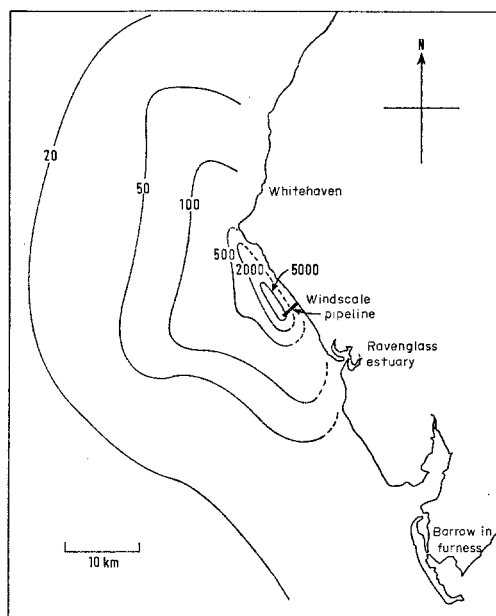 N
20
50
100
Whitehaven
500
2000
5000
Windscale
pipeline
Ravenglass
estuary
Barrow in
furness
10 km